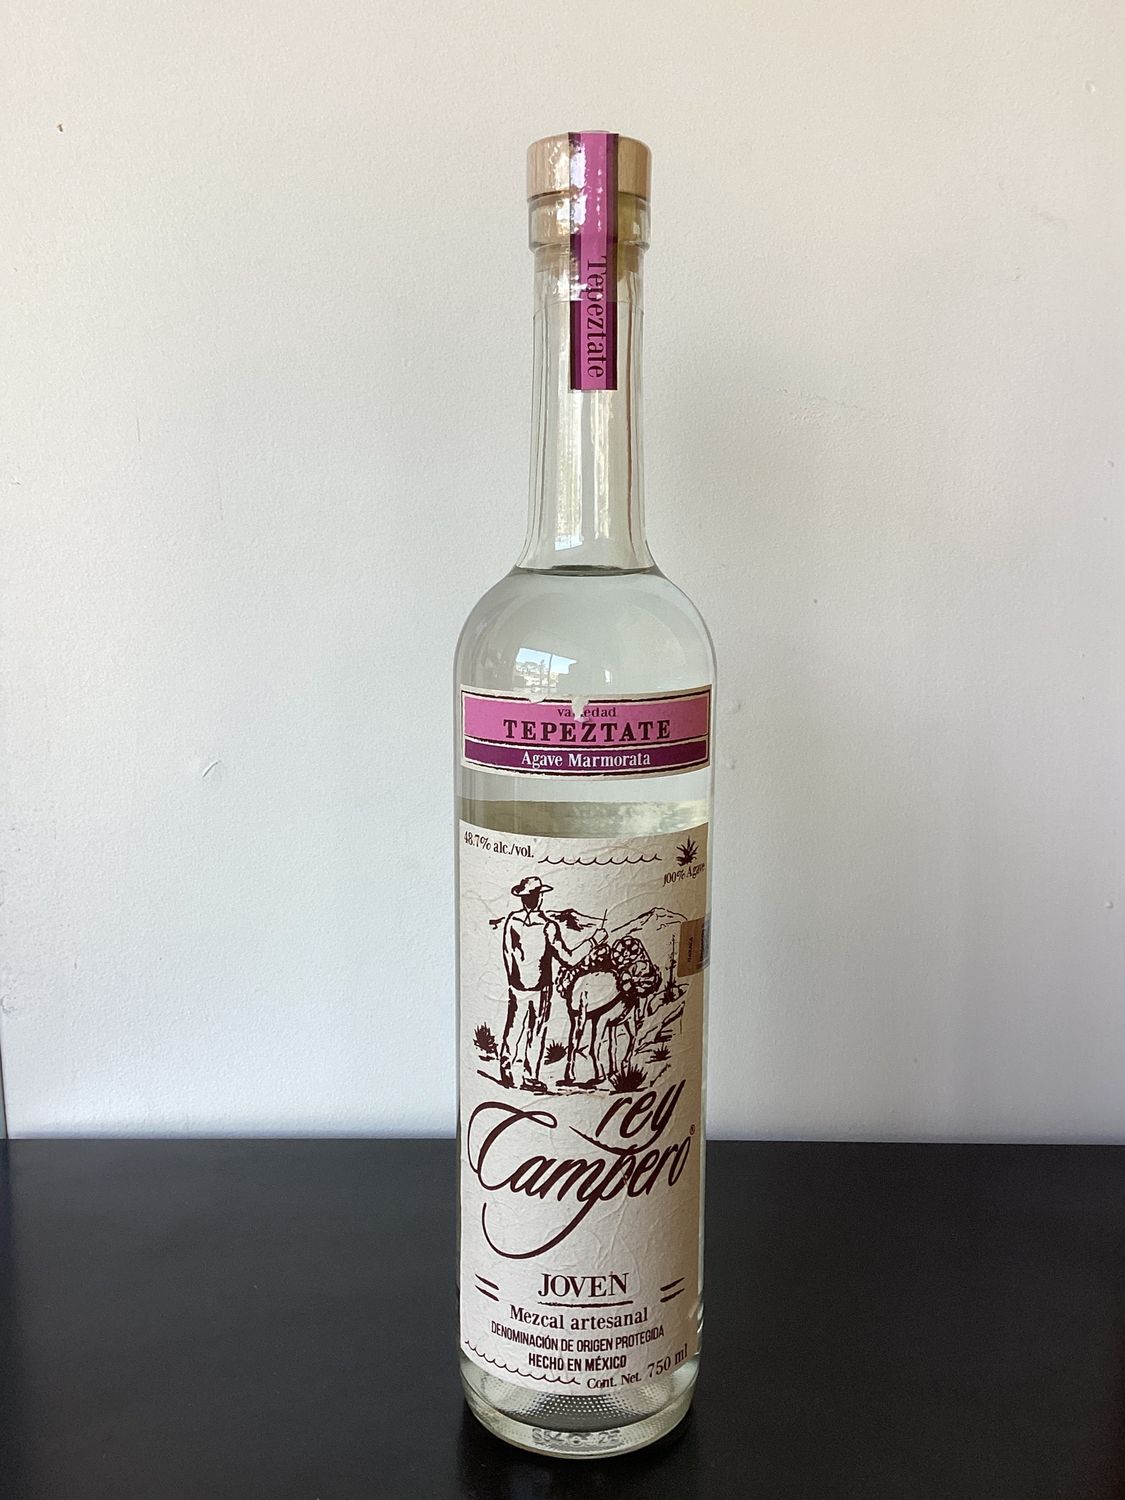 Tepeztate
variedad
TEPEZTATE
Agave Marmorata
48.7% alc./vol.
100% Agave
rey
Campero®
JOVEN
Mezcal artesanal
DENOMINACIÓN DE ORIGEN PROTEGIDA
HECHO EN MÉXICO
Cont. Net. 750 ml